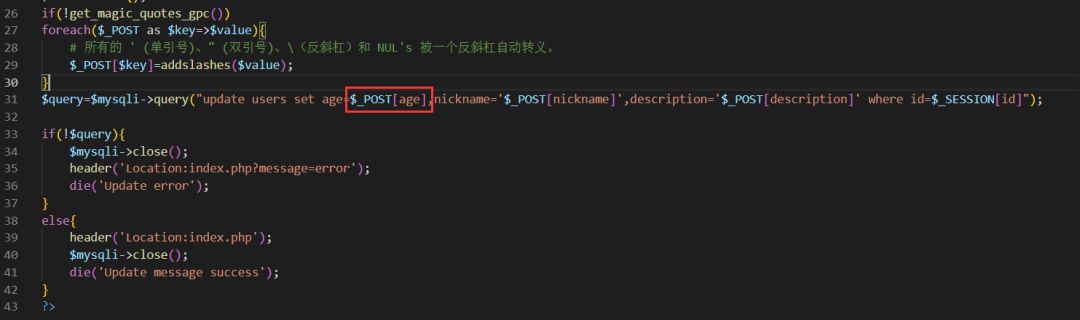 26 if(!get_magic_quotes_gpc())
27 foreach($_POST as $key=>$value){
28 # 所有的 ' (单引号)、" (双引号)、\（反斜杠）和 NUL's 被一个反斜杠自动转义。
29 $_POST[$key]=addslashes($value);
30 }
31 $query=$mysqli->query("update users set age=$_POST[age],nickname='$_POST[nickname]',description='$_POST[description]' where id=$_SESSION[id]");
32
33 if(!$query){
34 $mysqli->close();
35 header('Location:index.php?message=error');
36 die('Update error');
37 }
38 else{
39 header('Location:index.php');
40 $mysqli->close();
41 die('Update message success');
42 }
43 ?>